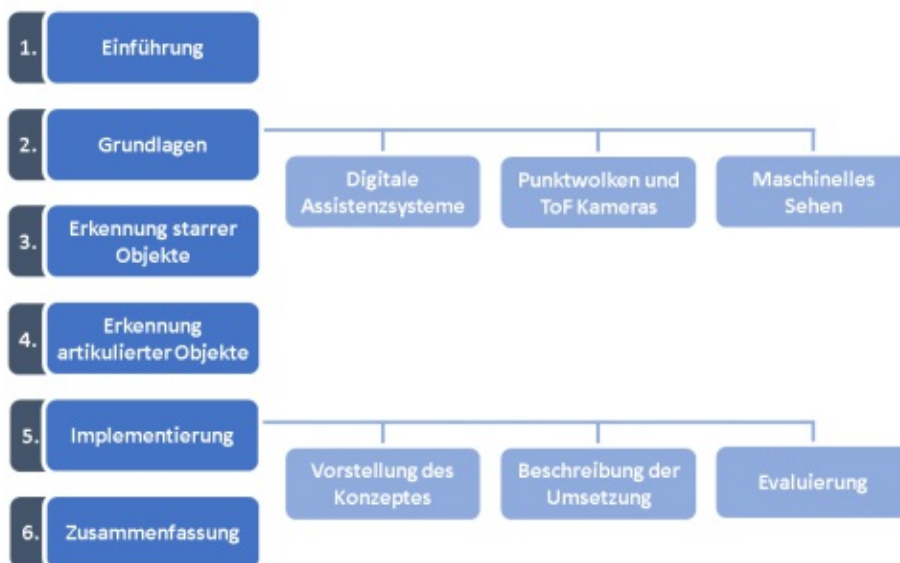 1. Einführung
2. Grundlagen
Digitale
Assistenzsysteme
Punktwolken und
ToF Kameras
Maschinelles
Sehen
3. Erkennung starrer
Objekte
4. Erkennung
artikulierter Objekte
5. Implementierung
Vorstellung des
Konzeptes
Beschreibung der
Umsetzung
Evaluierung
6. Zusammenfassung